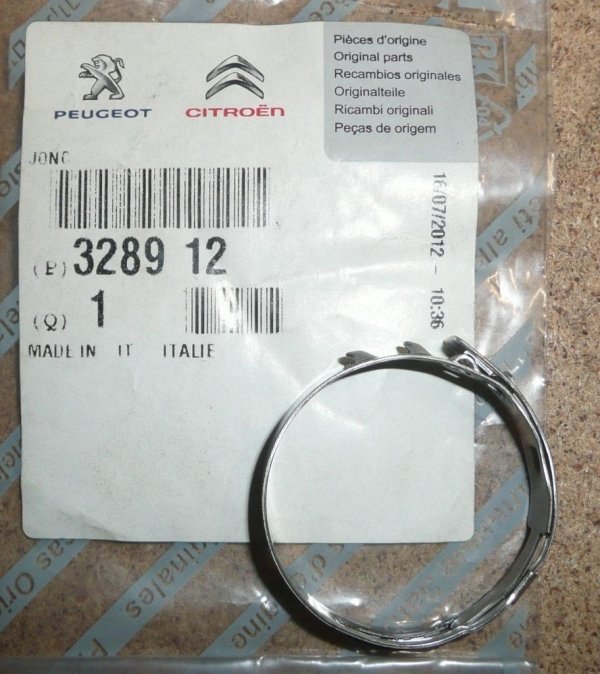 PEUGEOT
CITROËN
Pièces d'origine
Original parts
Recambios originales
Originalteile
Ricambi originali
Peças de origem
JONC
16/07/2012 - 10:36
(P) 3289 12
(Q) 1
MADE IN IT ITALIE